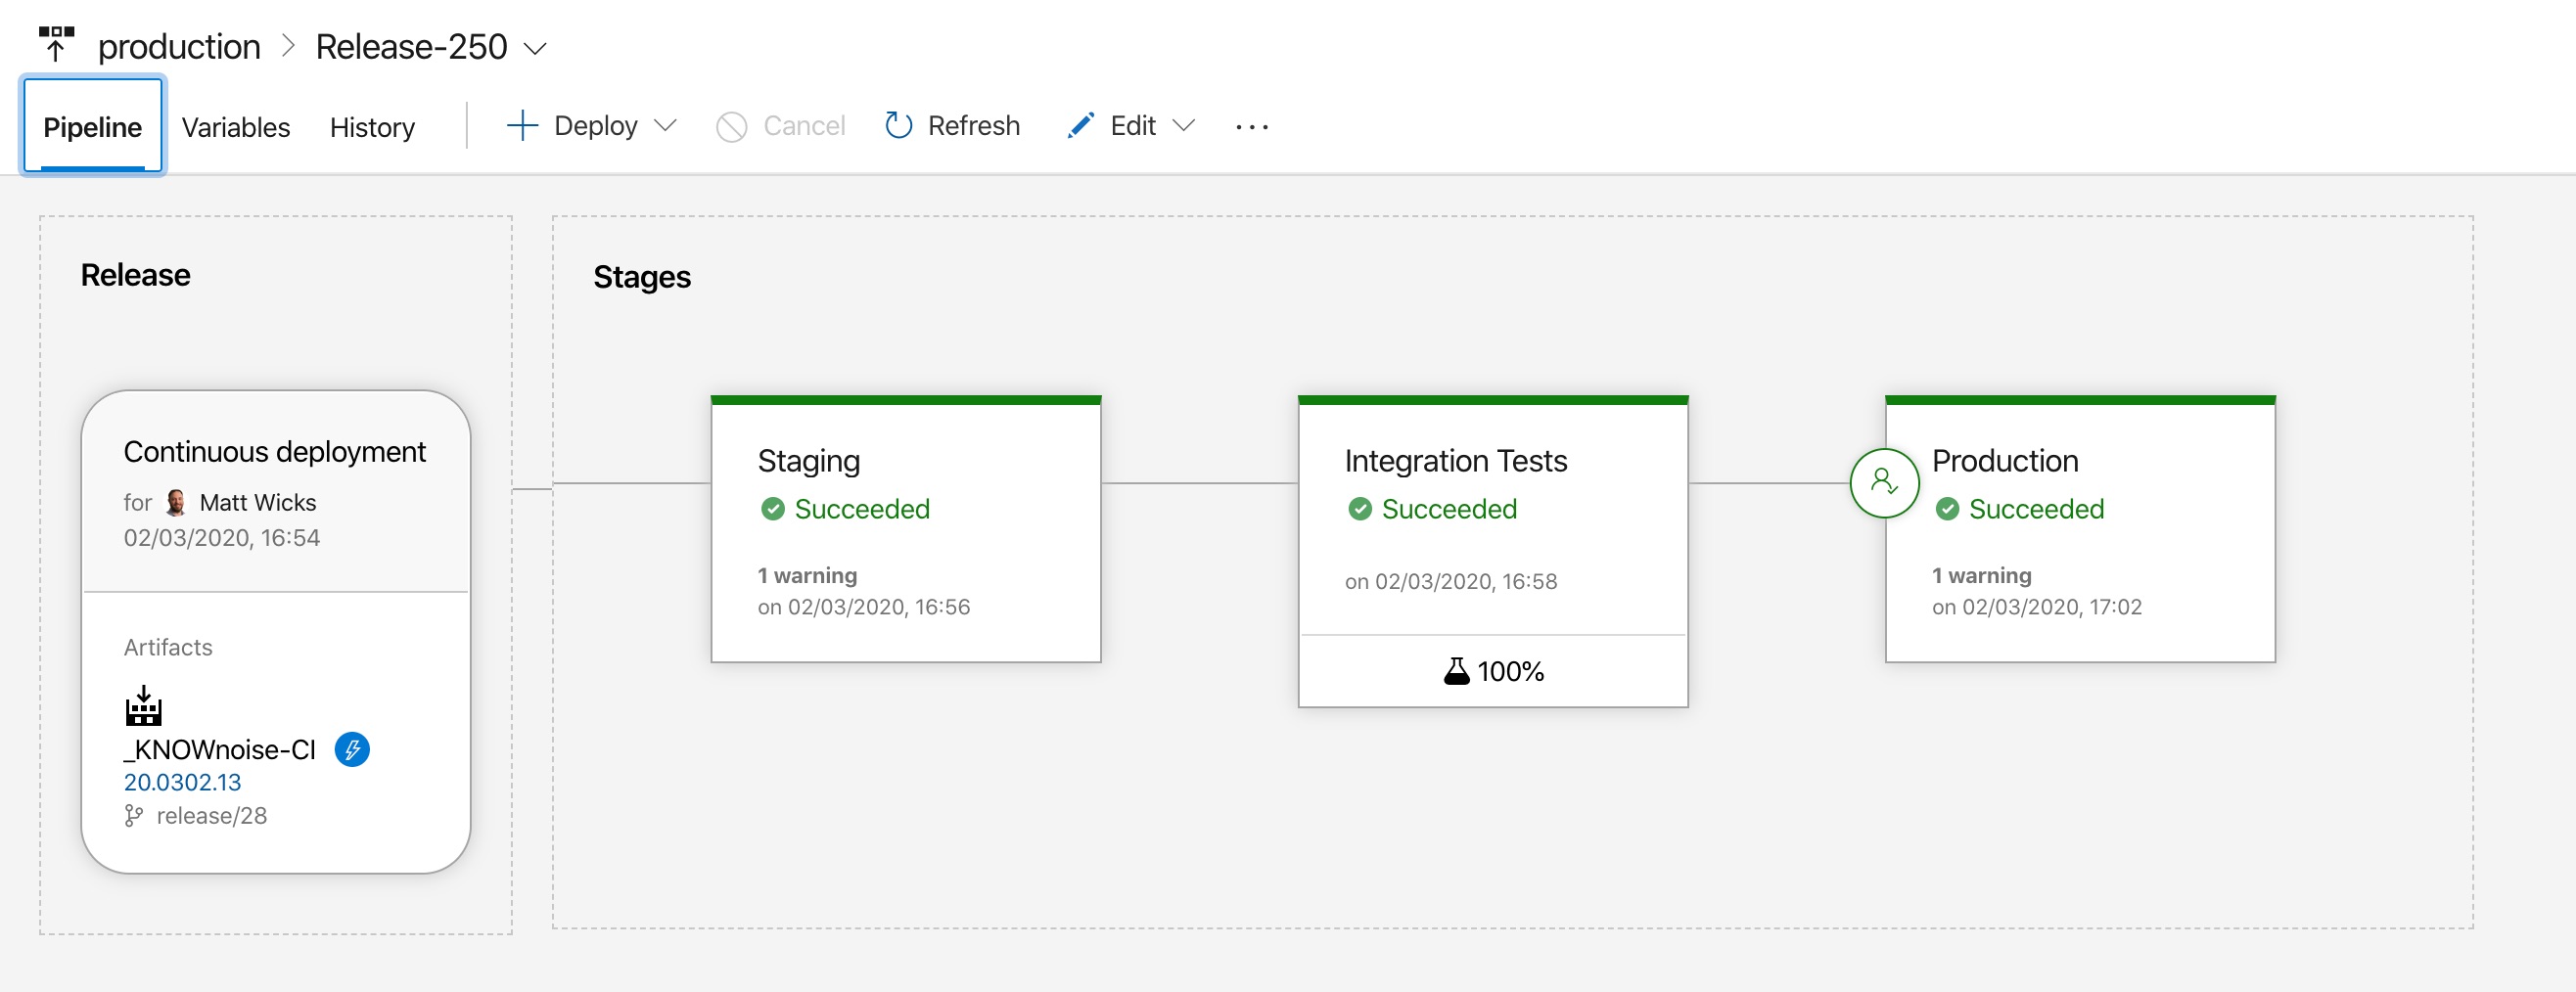 production > Release-250
Pipeline Variables History Deploy Cancel Refresh Edit ...
Release
Continuous deployment
for Matt Wicks
02/03/2020, 16:54
Artifacts
_KNOWnoise-CI
20.0302.13
release/28
Stages
Staging
Succeeded
1 warning
on 02/03/2020, 16:56
Integration Tests
Succeeded
on 02/03/2020, 16:58
100%
Production
Succeeded
1 warning
on 02/03/2020, 17:02